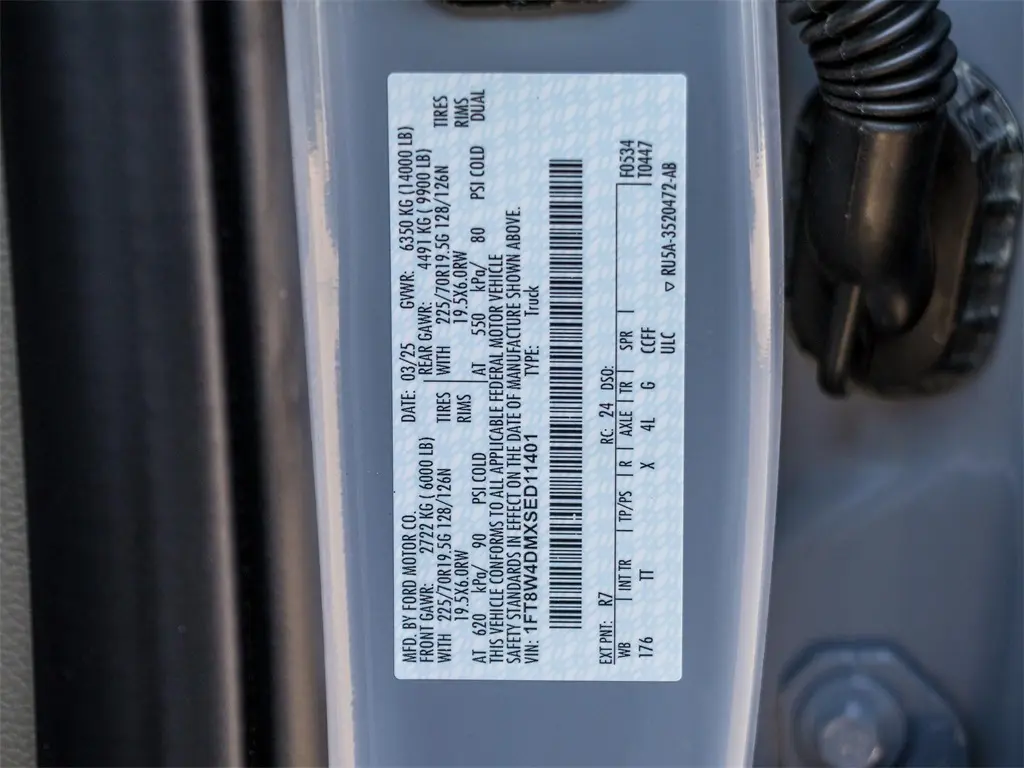 MFD. BY FORD MOTOR CO. DATE: 03/25 GVWR: 6350 KG (14000 LB)
FRONT GAWR: 2722 KG ( 6000 LB) REAR GAWR: 4491 KG ( 9900 LB)
WITH 225/70R19.5G 128/126N TIRES WITH 225/70R19.5G 128/126N TIRES
19.5X6.0RW RIMS 19.5X6.0RW RIMS
AT 620 kPa/ 90 PSI COLD AT 550 kPa/ 80 PSI COLD DUAL
THIS VEHICLE CONFORMS TO ALL APPLICABLE FEDERAL MOTOR VEHICLE
SAFETY STANDARDS IN EFFECT ON THE DATE OF MANUFACTURE SHOWN ABOVE.
VIN: 1FT8W4DMXSED11401 TYPE: Truck
EXT PNT: R7 RC: 24 DSO: F0534
WB INT TR TP/PS R AXLE TR SPR T0447
176 TT X 4L G CCFF
ULC ▽ RU5A-3520472-AB